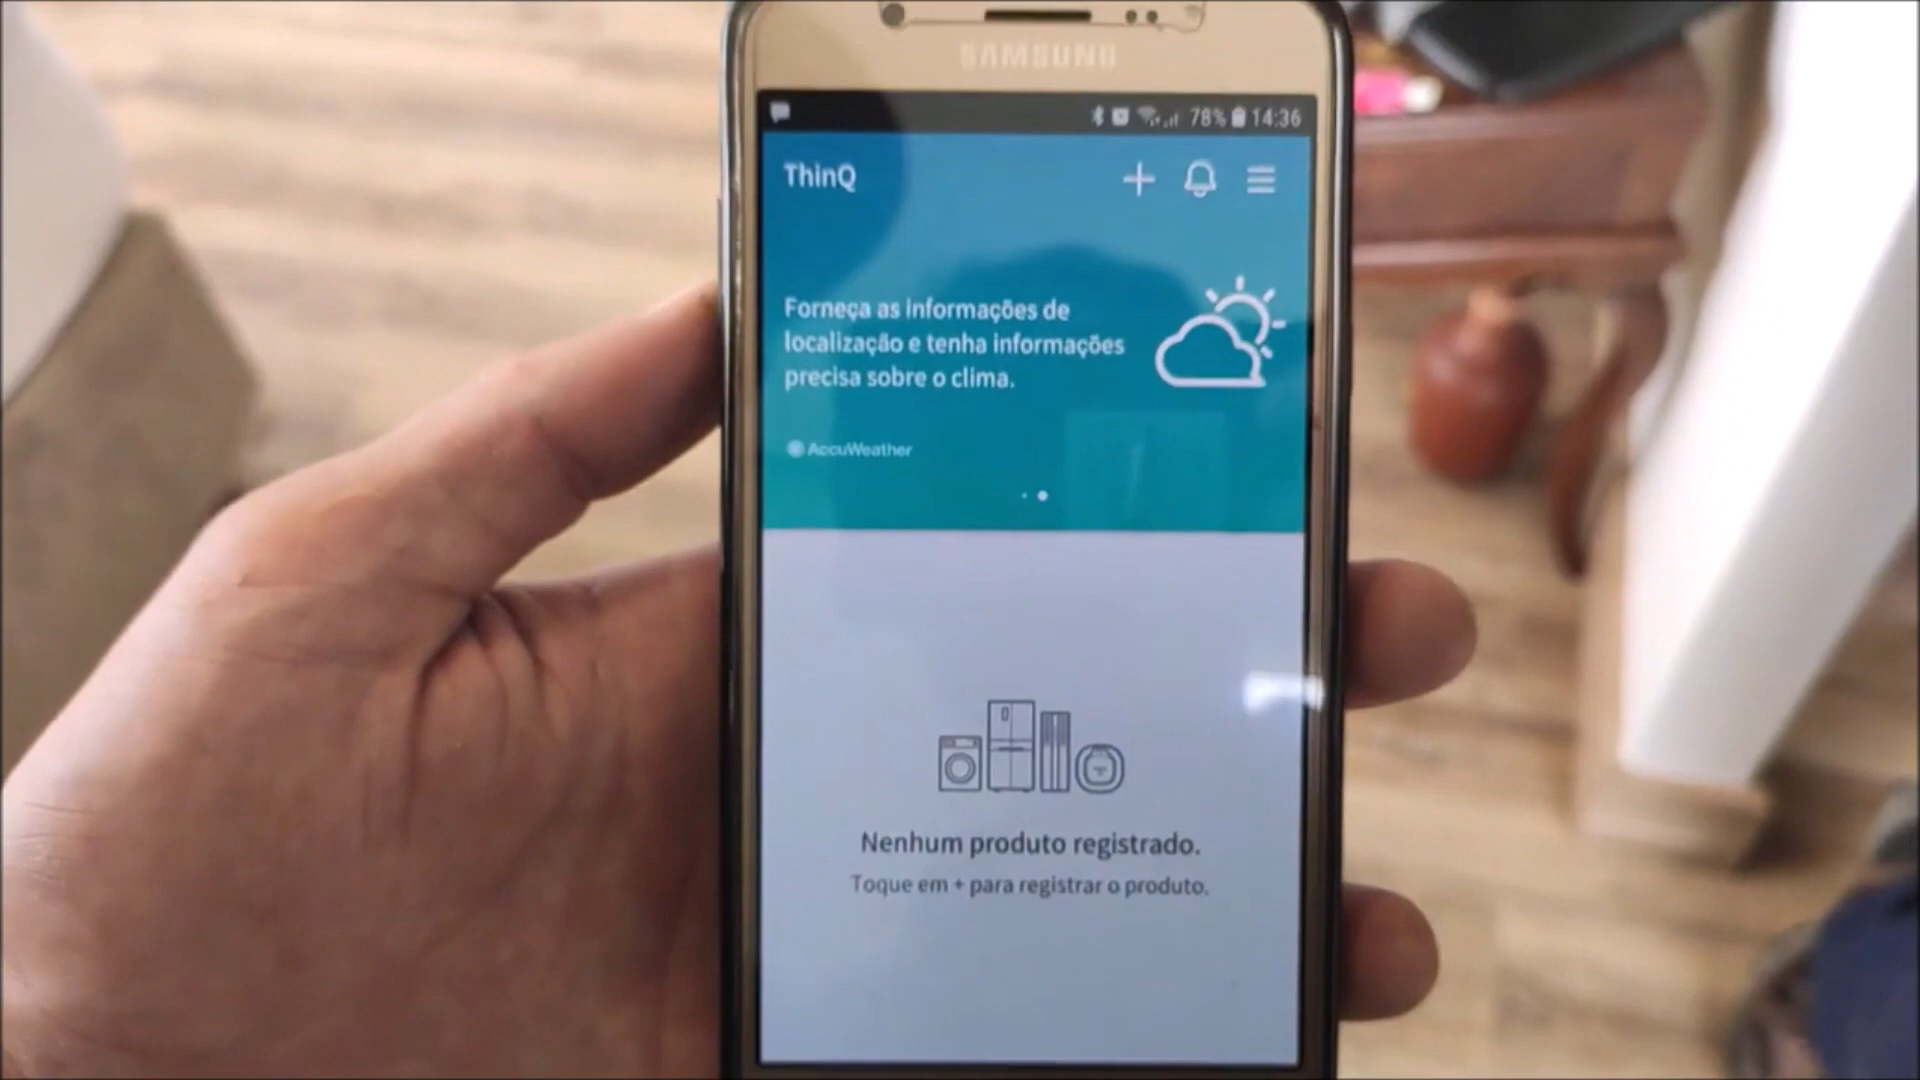 SAMSUNG
78% 14:36
ThinQ
Forneça as informações de
localização e tenha informações
precisa sobre o clima.
AccuWeather
Nenhum produto registrado.
Toque em + para registrar o produto.